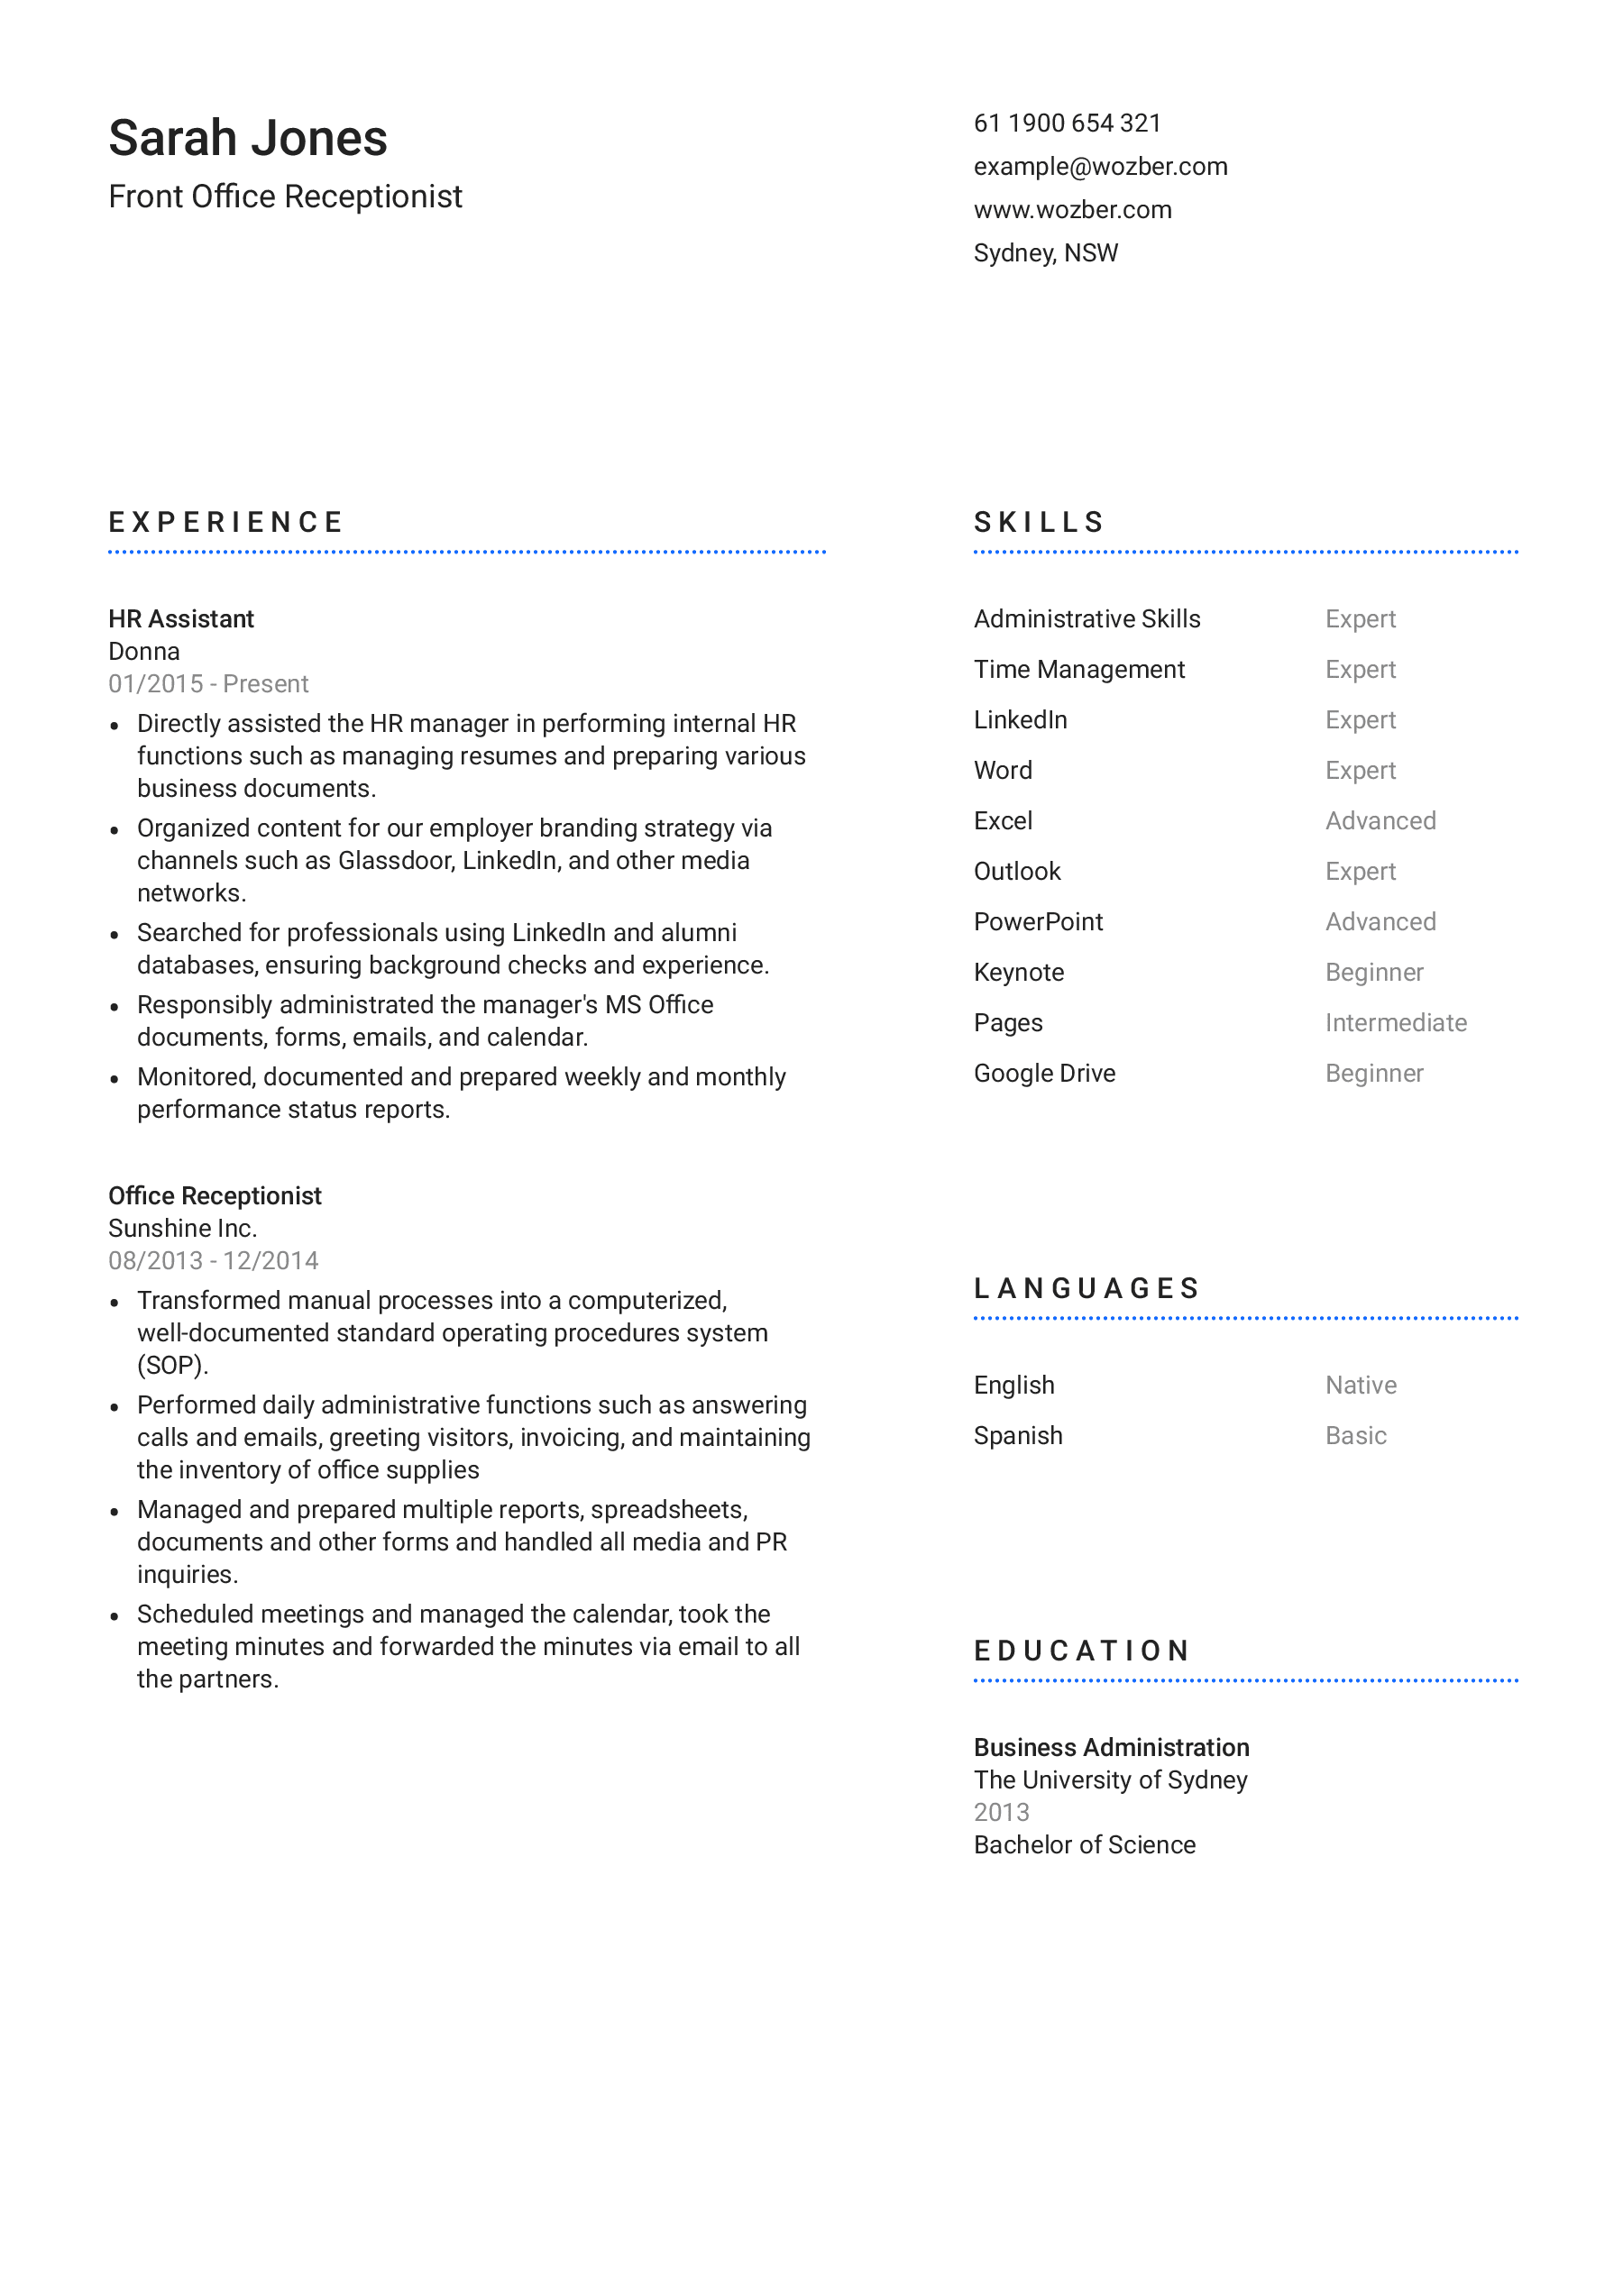 Sarah Jones
Front Office Receptionist
61 1900 654 321
example@wozber.com
www.wozber.com
Sydney, NSW
EXPERIENCE
HR Assistant
Donna
01/2015 - Present
• Directly assisted the HR manager in performing internal HR
functions such as managing resumes and preparing various
business documents.
• Organized content for our employer branding strategy via
channels such as Glassdoor, LinkedIn, and other media
networks.
• Searched for professionals using LinkedIn and alumni
databases, ensuring background checks and experience.
• Responsibly administrated the manager's MS Office
documents, forms, emails, and calendar.
• Monitored, documented and prepared weekly and monthly
performance status reports.
Office Receptionist
Sunshine Inc.
08/2013 - 12/2014
• Transformed manual processes into a computerized,
well-documented standard operating procedures system
(SOP).
• Performed daily administrative functions such as answering
calls and emails, greeting visitors, invoicing, and maintaining
the inventory of office supplies
• Managed and prepared multiple reports, spreadsheets,
documents and other forms and handled all media and PR
inquiries.
• Scheduled meetings and managed the calendar, took the
meeting minutes and forwarded the minutes via email to all
the partners.
SKILLS
Administrative Skills Expert
Time Management Expert
LinkedIn Expert
Word Expert
Excel Advanced
Outlook Expert
PowerPoint Advanced
Keynote Beginner
Pages Intermediate
Google Drive Beginner
LANGUAGES
English Native
Spanish Basic
EDUCATION
Business Administration
The University of Sydney
2013
Bachelor of Science